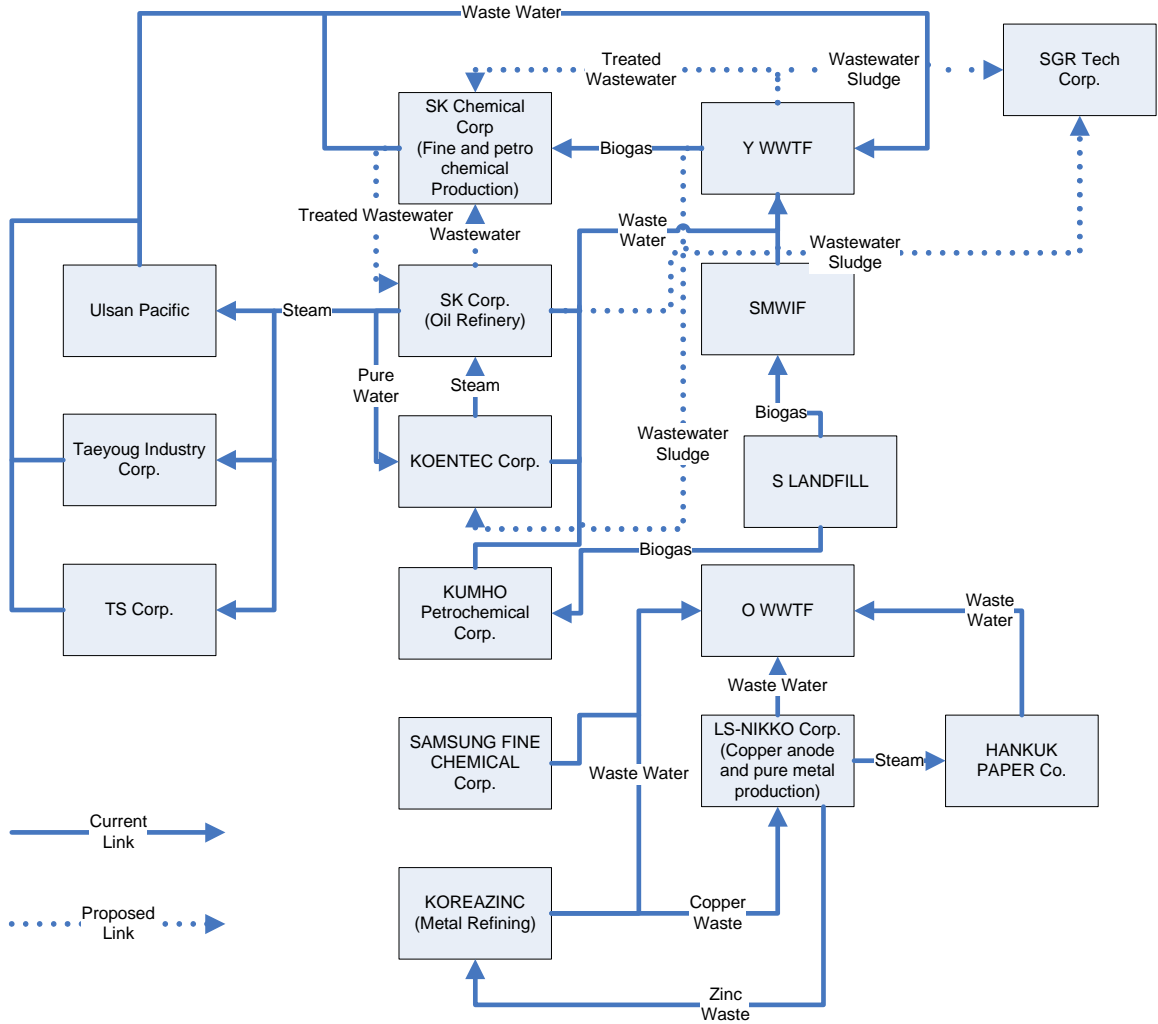 Waste Water
Treated
Wastewater
Wastewater
Sludge
SGR Tech
Corp.
SK Chemical
Corp
(Fine and petro
chemical
Production)
Biogas
Y WWTF
Treated Wastewater
Wastewater
Waste
Water
Wastewater
Sludge
Ulsan Pacific
Steam
SK Corp.
(Oil Refinery)
SMWIF
Pure
Water
Steam
Biogas
Taeyoug Industry
Corp.
KOENTEC Corp.
Wastewater
Sludge
S LANDFILL
Biogas
TS Corp.
KUMHO
Petrochemical
Corp.
O WWTF
Waste
Water
Waste Water
SAMSUNG FINE
CHEMICAL
Corp.
Waste Water
LS-NIKKO Corp.
(Copper anode
and pure metal
production)
Steam
HANKUK
PAPER Co.
Current
Link
KOREAZINC
(Metal Refining)
Copper
Waste
Proposed
Link
Zinc
Waste